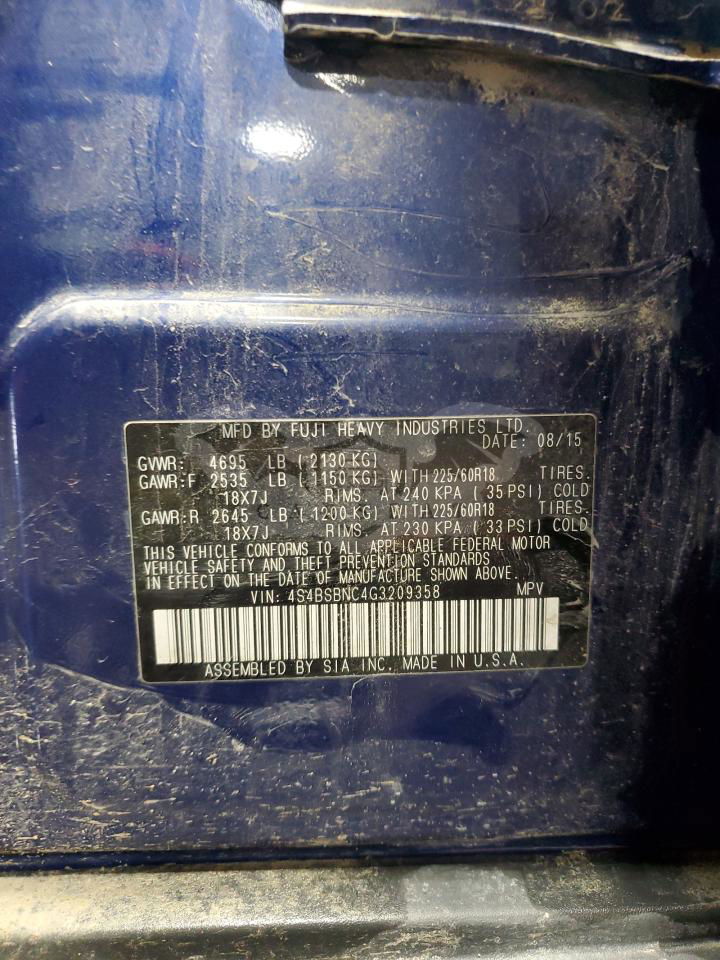 MFD BY FUJI HEAVY INDUSTRIES LTD.
DATE: 08/15
GVWR: 4695 LB (2130 KG)
GAWR:F 2535 LB (1150 KG) WITH 225/60R18 TIRES.
18X7J RIMS. AT 240 KPA (35 PSI) COLD
GAWR:R 2645 LB (1200 KG) WITH 225/60R18 TIRES.
18X7J RIMS. AT 230 KPA (33 PSI) COLD
THIS VEHICLE CONFORMS TO ALL APPLICABLE FEDERAL MOTOR
VEHICLE SAFETY AND THEFT PREVENTION STANDARDS
IN EFFECT ON THE DATE OF MANUFACTURE SHOWN ABOVE.
VIN: 4S4BSBNC4G3209358 MPV
ASSEMBLED BY SIA INC. MADE IN U.S.A.